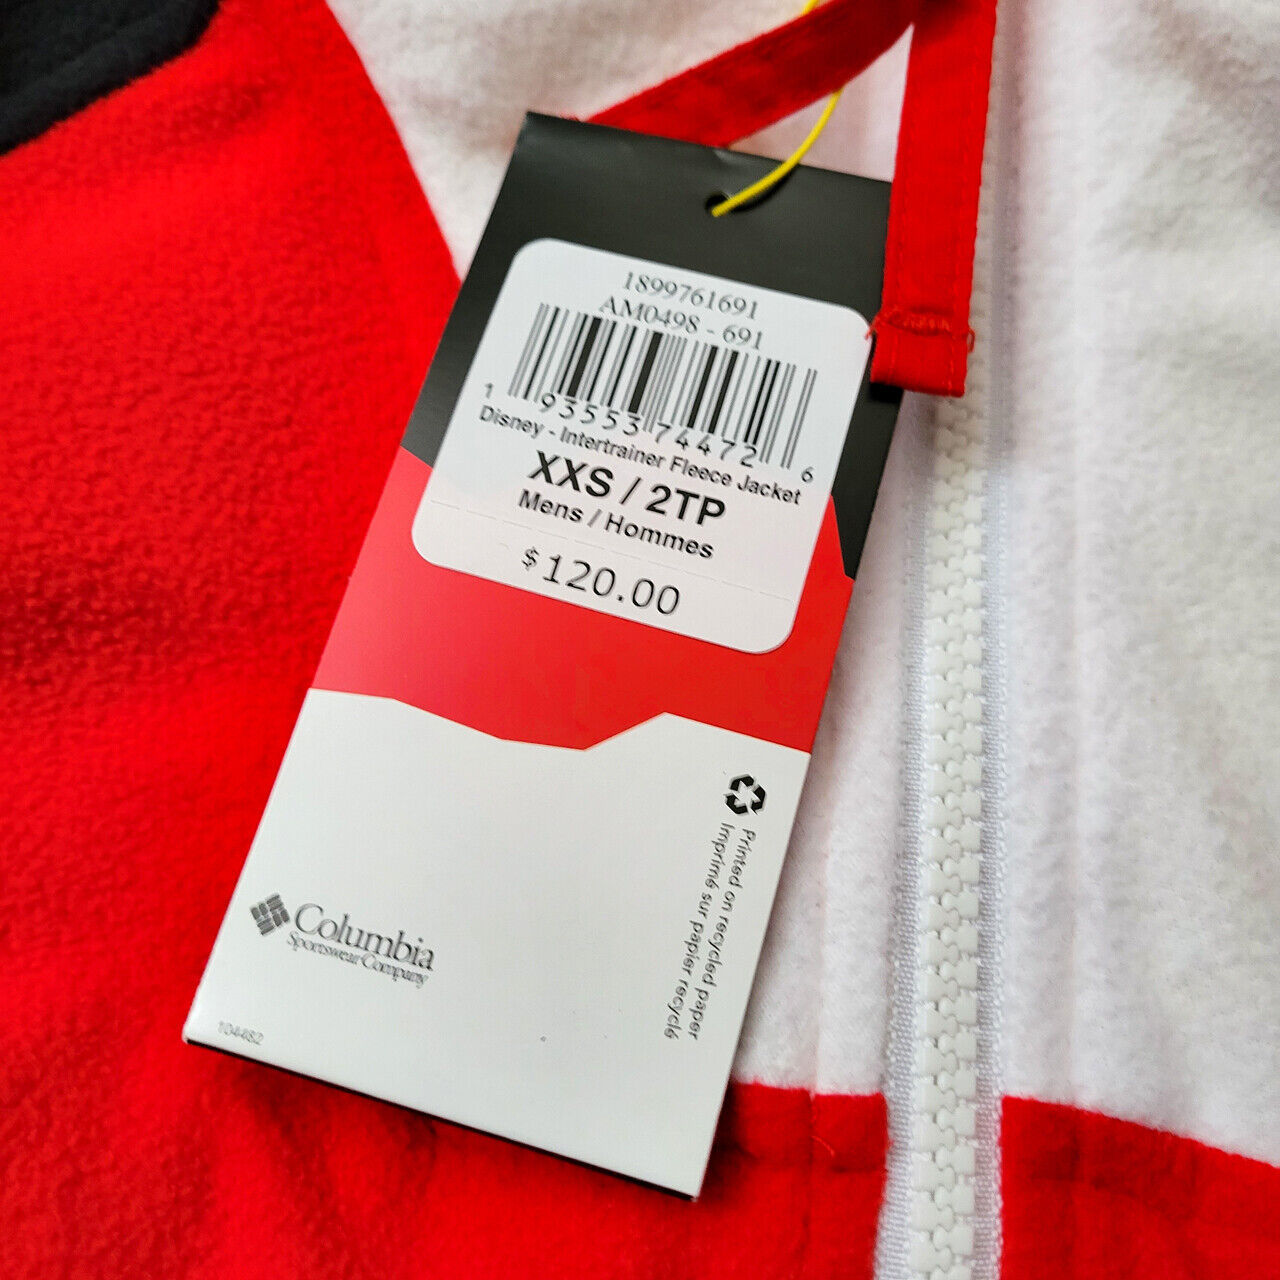 1899761691
AM0498 - 691
1 93553 74472 6
Disney - Intertrainer Fleece Jacket
XXS / 2TP
Mens / Hommes
$120.00
Printed on recycled paper
Imprimé sur papier recyclé
Columbia
Sportswear Company
104482